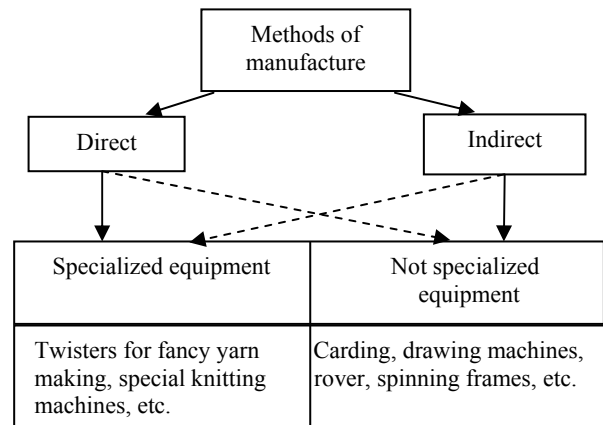 Methods of
manufacture
Direct
Indirect
Specialized equipment
Not specialized
equipment
Twisters for fancy yarn
making, special knitting
machines, etc.
Carding, drawing machines,
rover, spinning frames, etc.